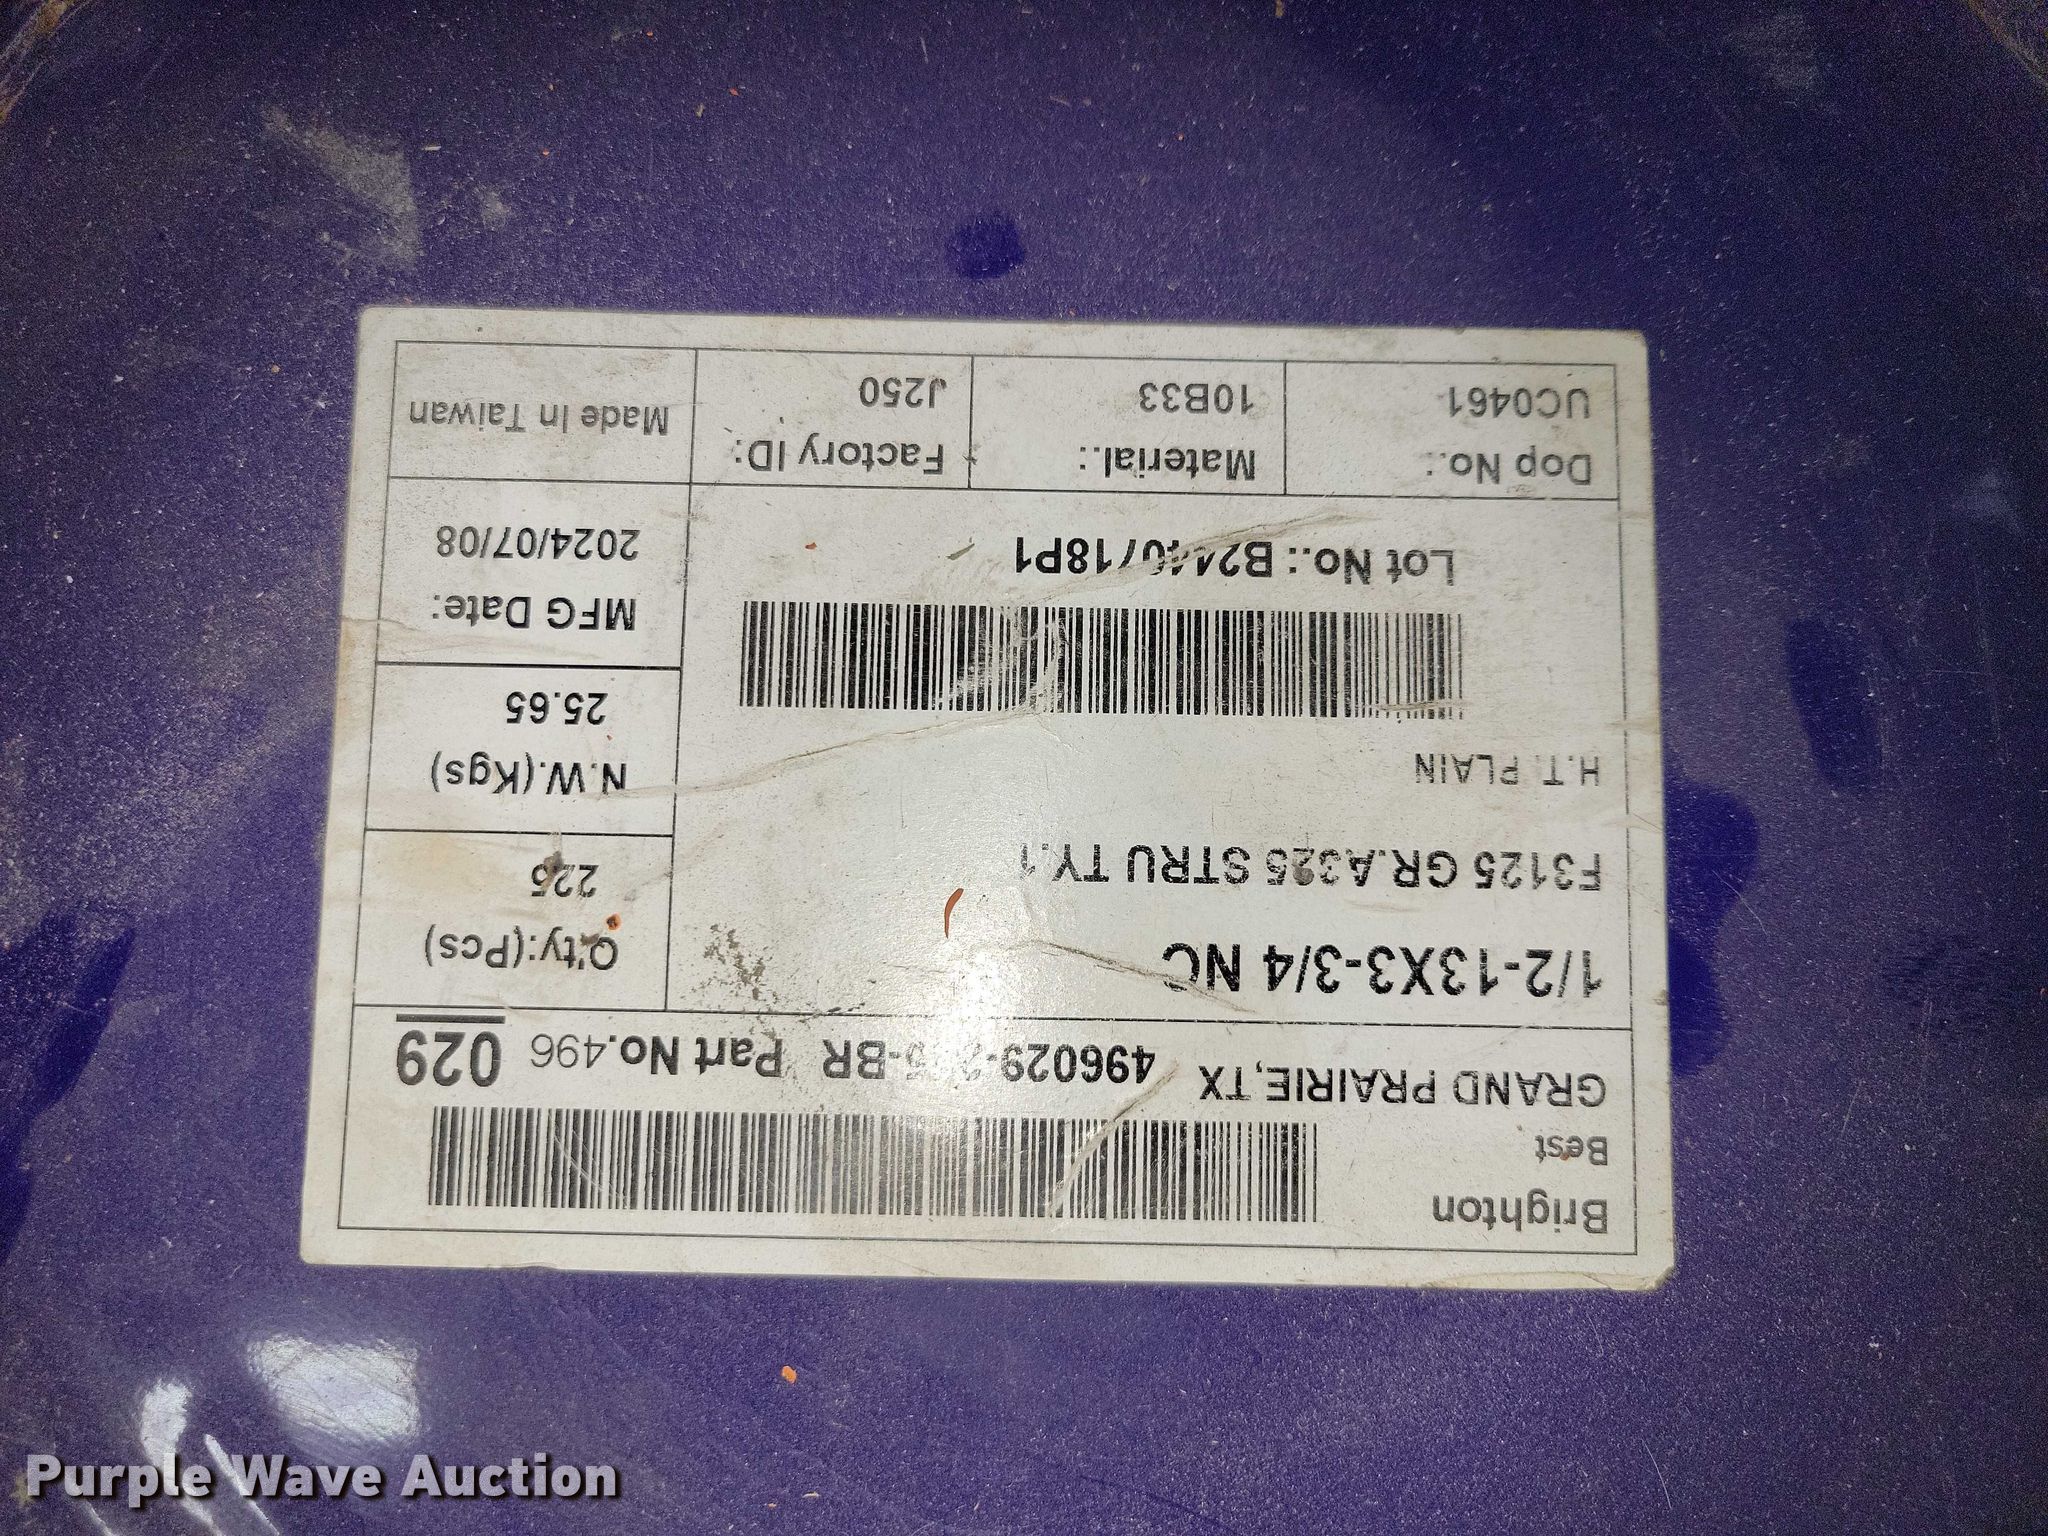 Brighton
Best
GRAND PRAIRIE, TX
496029- -BR Part No.496 029
1/2-13X3-3/4 NC
F3125 GR.A325 STRU TY.1
H.T. PLAIN
Q'ty:(Pcs)
225
N.W.(Kgs)
25.65
MFG Date:
2024/07/08
Lot No.:
Dop No.:
UC0461
Material.:
10B33
Factory ID:
J250
Made In Taiwan
Purple Wave Auction